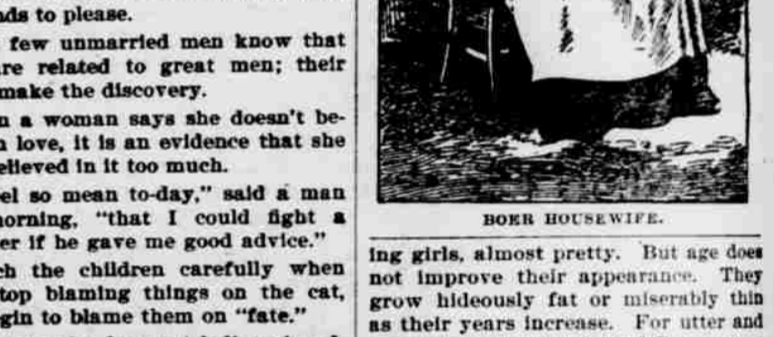 ds to please.
few unmarried men know that
re related to great men; their
make the discovery.
n a woman says she doesn't be-
love, it is an evidence that she
elieved in it too much.
el so mean to-day," said a man
orning, "that I could fight a
er if he gave me good advice."
ch the children carefully when
top blaming things on the cat,
gin to blame them on "fate."
BOER HOUSEWIFE.
ing girls, almost pretty. But age does
not improve their appearance. They
grow hideously fat or miserably thin
as their years increase. For utter and